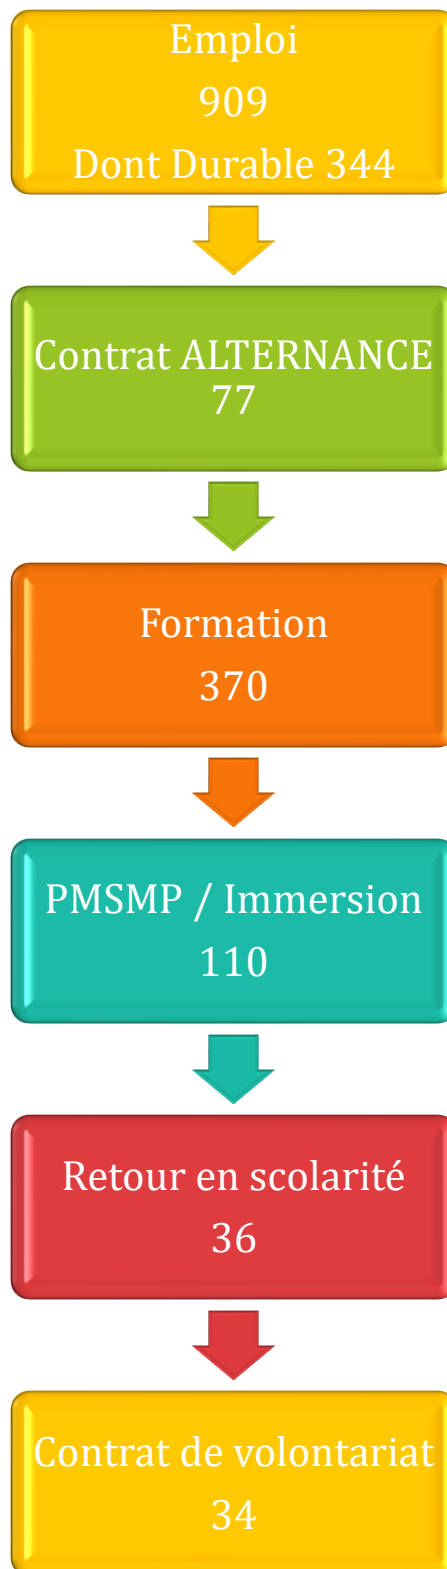 Emploi
909
Dont Durable 344
Contrat ALTERNANCE
77
Formation
370
PMSMP / Immersion
110
Retour en scolarité
36
Contrat de volontariat
34